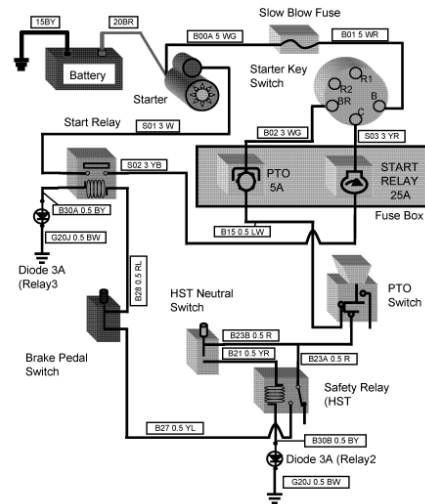 15BY
20BR
B00A 5 WG
Slow Blow Fuse
B01 5 WR
Battery
Starter
Starter Key
Switch
R1
R2
BR
B
C
S01 3 W
Start Relay
B02 3 WG
S03 3 YR
S02 3 YB
PTO
5A
START
RELAY
25A
Fuse Box
B30A 0.5 BY
B15 0.5 LW
G20J 0.5 BW
Diode 3A
(Relay3
B28 0.5 RL
HST Neutral
Switch
PTO
Switch
B23B 0.5 R
B21 0.5 YR
B23A 0.5 R
Brake Pedal
Switch
Safety Relay
(HST
B27 0.5 YL
B30B 0.5 BY
Diode 3A (Relay2
G20J 0.5 BW